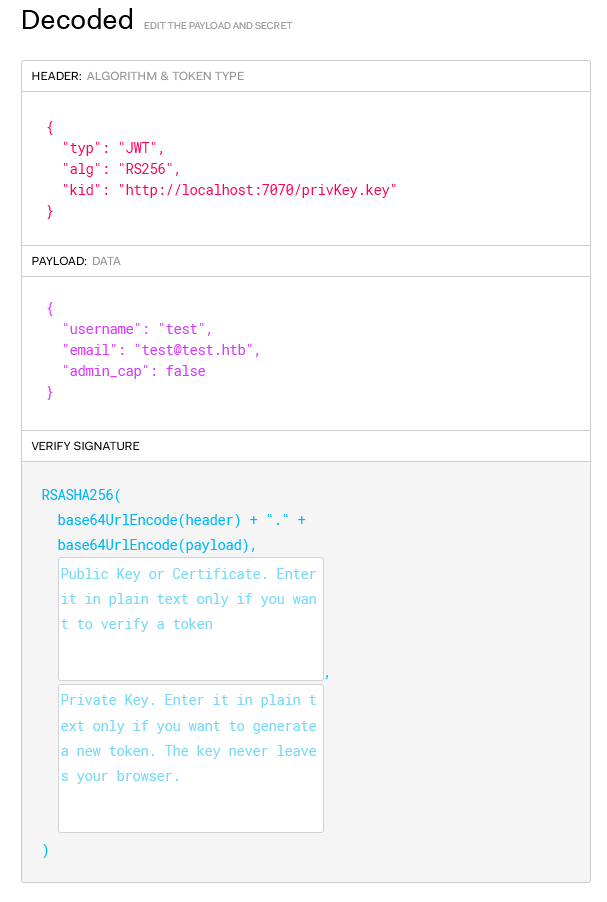 Decoded EDIT THE PAYLOAD AND SECRET
HEADER: ALGORITHM & TOKEN TYPE
{
"typ": "JWT",
"alg": "RS256",
"kid": "http://localhost:7070/privKey.key"
}
PAYLOAD: DATA
{
"username": "test",
"email": "test@test.htb",
"admin_cap": false
}
VERIFY SIGNATURE
RSASHA256(
base64UrlEncode(header) + "." +
base64UrlEncode(payload),
Public Key or Certificate. Enter
it in plain text only if you wan
t to verify a token
,
Private Key. Enter it in plain t
ext only if you want to generate
a new token. The key never leave
s your browser.
)